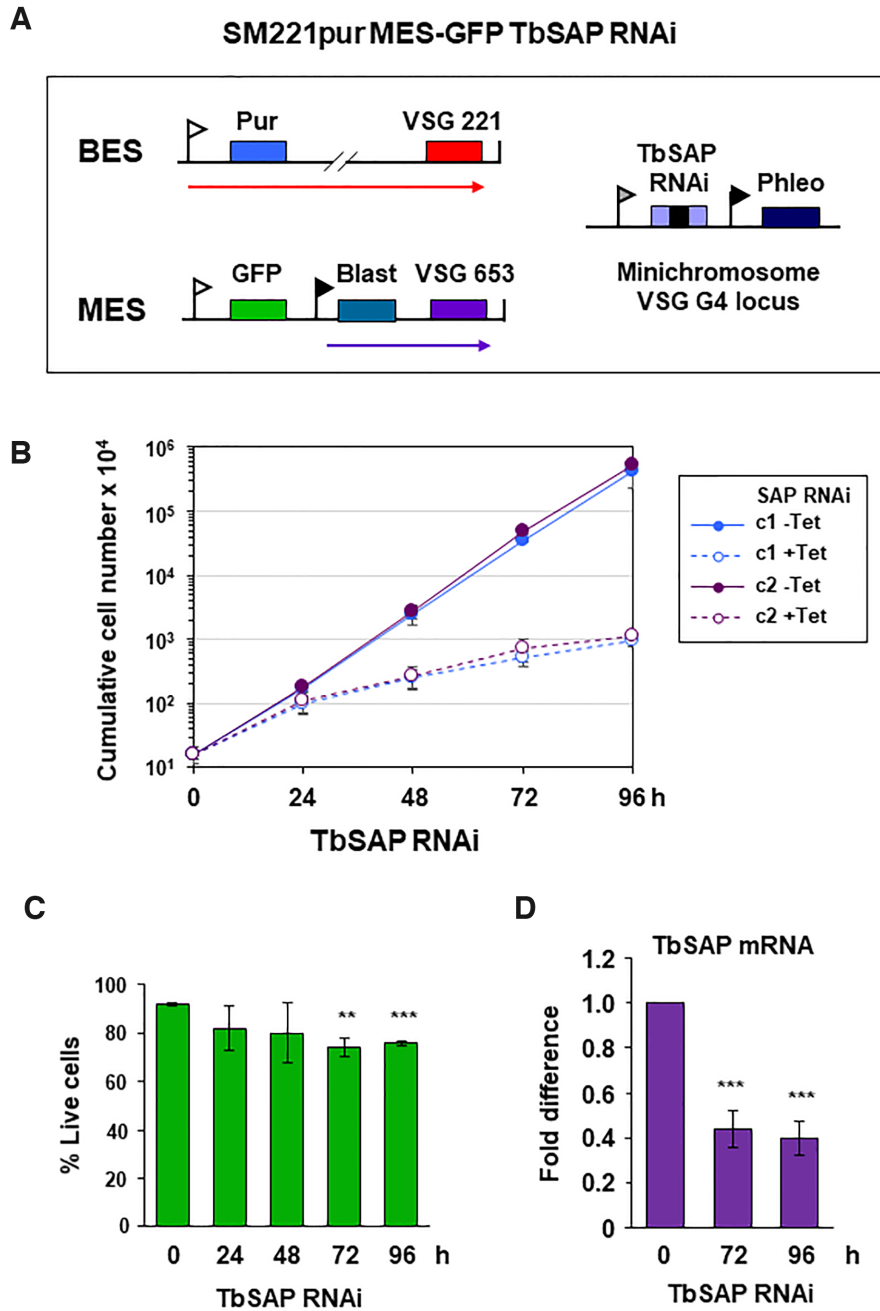 A
SM221pur MES-GFP TbSAP RNAi
BES
Pur
VSG 221
TbSAP
RNAi
Phleo
Minichromosome
VSG G4 locus
MES
GFP
Blast
VSG 653
B
Cumulative cell number x 10⁴
10⁶
10⁵
10⁴
10³
10²
10¹
0 24 48 72 96 h
TbSAP RNAi
SAP RNAi
c1 -Tet
c1 +Tet
c2 -Tet
c2 +Tet
C
% Live cells
100
80
60
40
20
0
** ***
0 24 48 72 96 h
TbSAP RNAi
D
TbSAP mRNA
Fold difference
1.2
1.0
0.8
0.6
0.4
0.2
0
*** ***
0 72 96 h
TbSAP RNAi